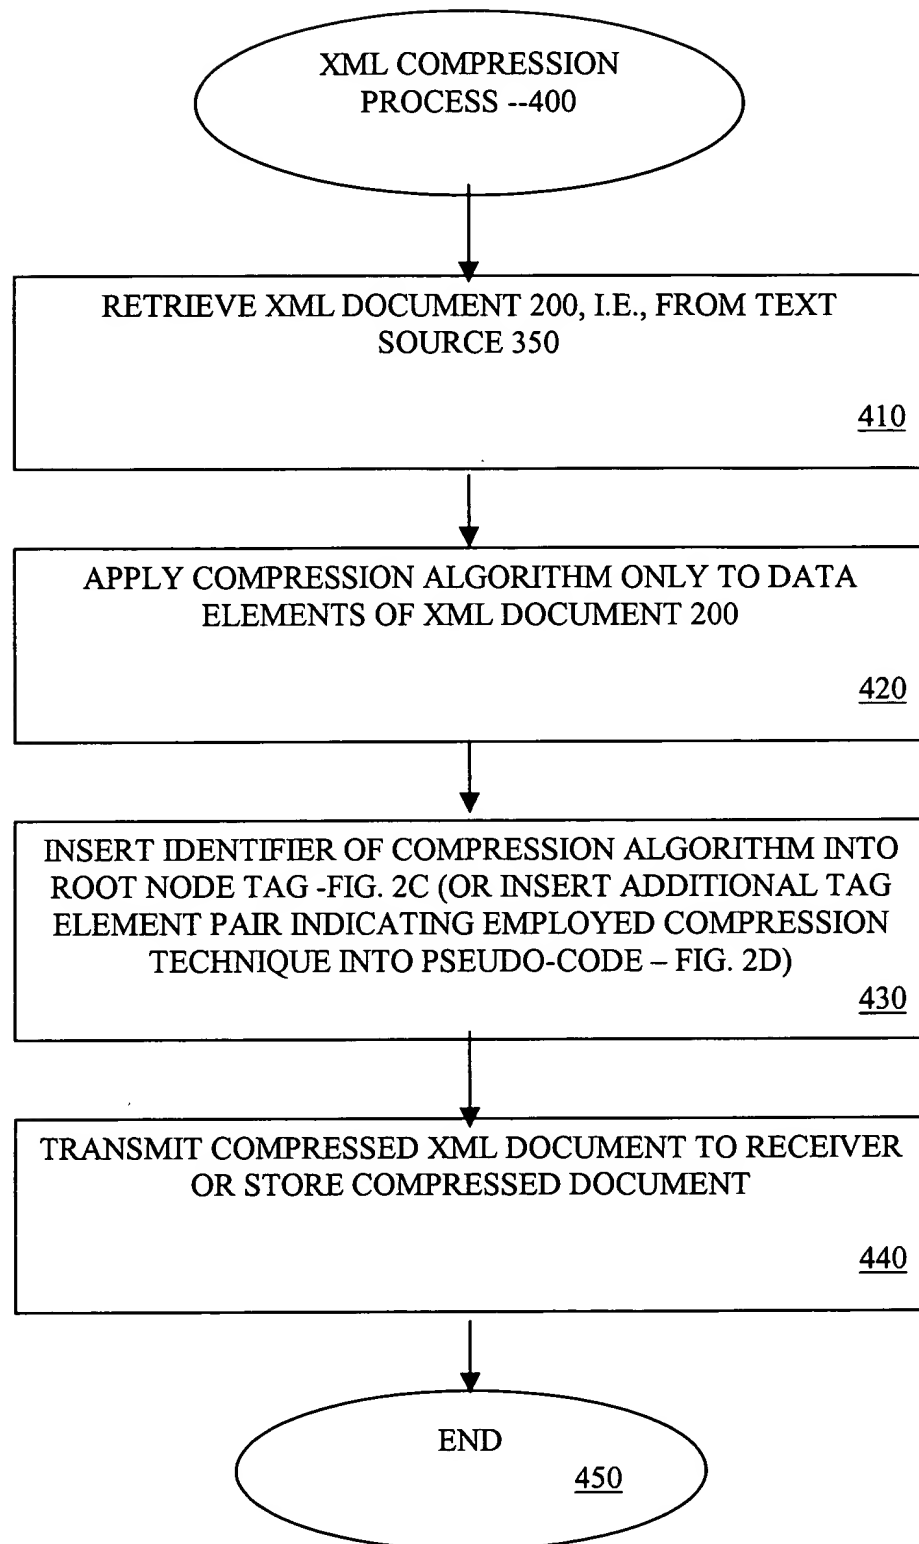 XML COMPRESSION
PROCESS --400
RETRIEVE XML DOCUMENT 200, I.E., FROM TEXT
SOURCE 350
410
APPLY COMPRESSION ALGORITHM ONLY TO DATA
ELEMENTS OF XML DOCUMENT 200
420
INSERT IDENTIFIER OF COMPRESSION ALGORITHM INTO
ROOT NODE TAG -FIG. 2C (OR INSERT ADDITIONAL TAG
ELEMENT PAIR INDICATING EMPLOYED COMPRESSION
TECHNIQUE INTO PSEUDO-CODE – FIG. 2D)
430
TRANSMIT COMPRESSED XML DOCUMENT TO RECEIVER
OR STORE COMPRESSED DOCUMENT
440
END
450